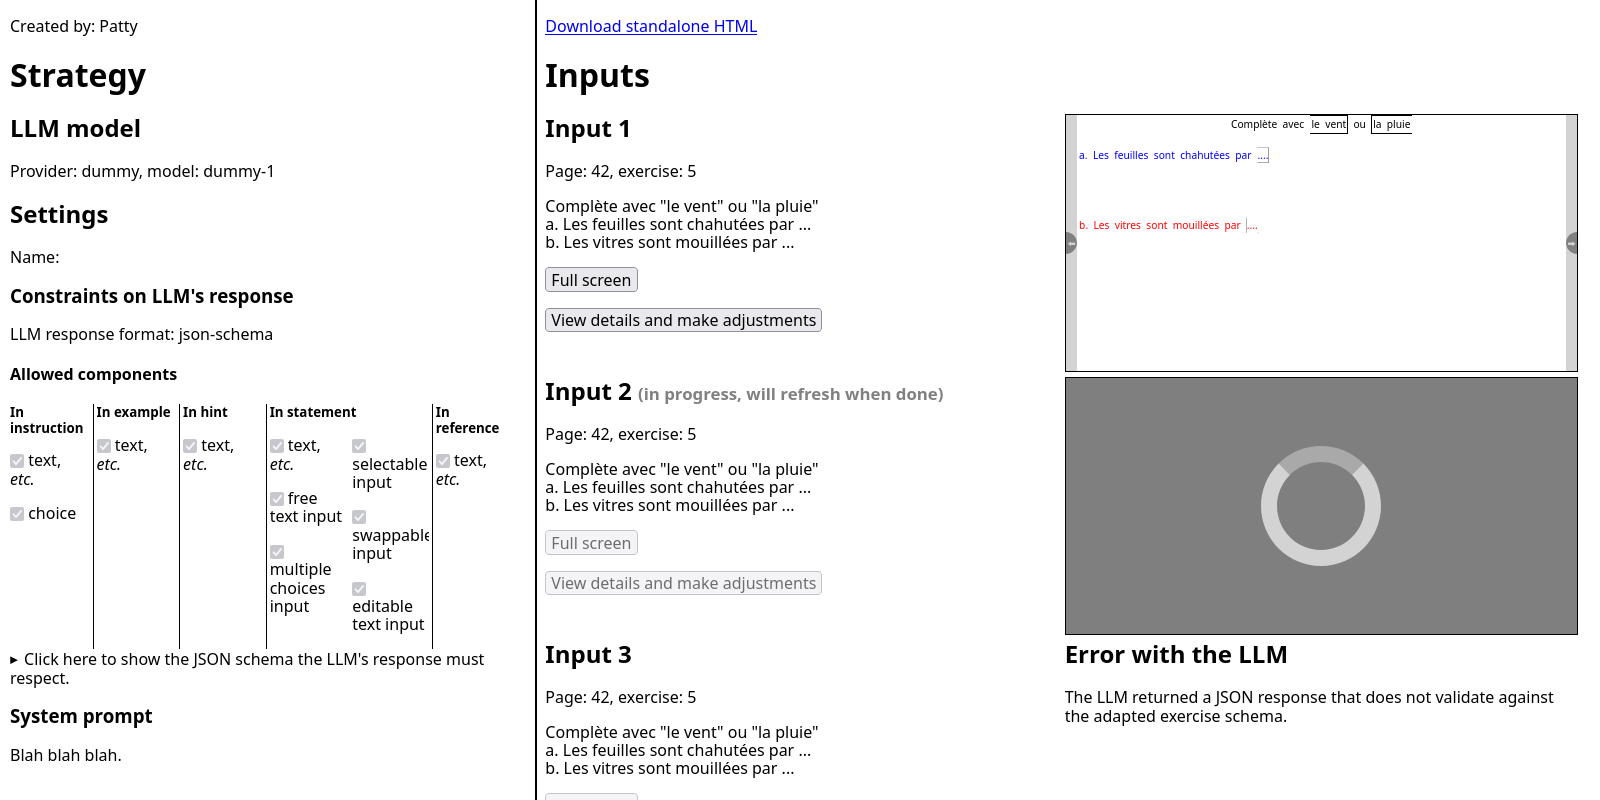 Created by: Patty
Strategy
LLM model
Provider: dummy, model: dummy-1
Settings
Name:
Constraints on LLM's response
LLM response format: json-schema
Allowed components
In
instruction
text,
etc.
choice
In example
text,
etc.
In hint
text,
etc.
In statement
text,
etc.
free
text input
multiple
choices
input
selectable
input
swappable
input
editable
text input
In
reference
text,
etc.
Click here to show the JSON schema the LLM's response must
respect.
System prompt
Blah blah blah.
Download standalone HTML
Inputs
Input 1
Page: 42, exercise: 5
Complète avec "le vent" ou "la pluie"
a. Les feuilles sont chahutées par ...
b. Les vitres sont mouillées par ...
Full screen
View details and make adjustments
Complète avec le vent ou la pluie
a. Les feuilles sont chahutées par ....
b. Les vitres sont mouillées par ....
Input 2 (in progress, will refresh when done)
Page: 42, exercise: 5
Complète avec "le vent" ou "la pluie"
a. Les feuilles sont chahutées par ...
b. Les vitres sont mouillées par ...
Full screen
View details and make adjustments
Input 3
Page: 42, exercise: 5
Complète avec "le vent" ou "la pluie"
a. Les feuilles sont chahutées par ...
b. Les vitres sont mouillées par ...
Error with the LLM
The LLM returned a JSON response that does not validate against
the adapted exercise schema.